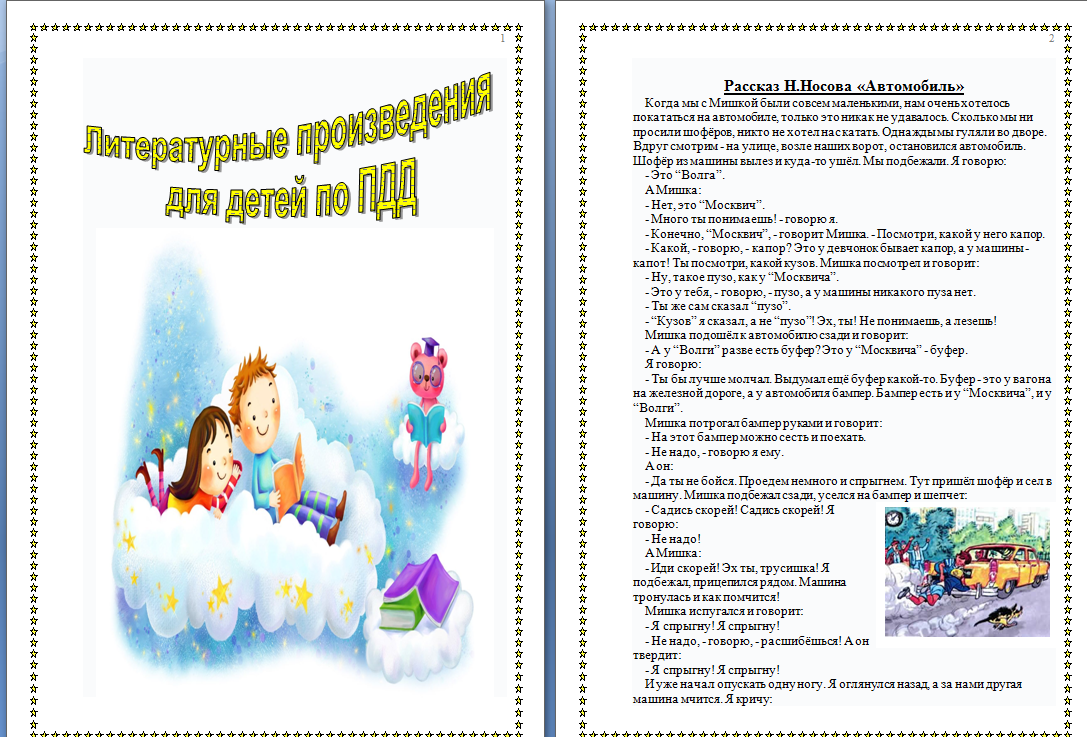 1
Литературные произведения
для детей по ПДД
2
Рассказ Н.Носова «Автомобиль»
Когда мы с Мишкой были совсем маленькими, нам очень хотелось
покататься на автомобиле, только это никак не удавалось. Сколько мы ни
просили шофёров, никто не хотел нас катать. Однажды мы гуляли во дворе.
Вдруг смотрим - на улице, возле наших ворот, остановился автомобиль.
Шофёр из машины вылез и куда-то ушёл. Мы подбежали. Я говорю:
- Это “Волга”.
А Мишка:
- Нет, это “Москвич”.
- Много ты понимаешь! - говорю я.
- Конечно, “Москвич”, - говорит Мишка. - Посмотри, какой у него капор.
- Какой, - говорю, - капор? Это у девчонок бывает капор, а у машины -
капот! Ты посмотри, какой кузов. Мишка посмотрел и говорит:
- Ну, такое пузо, как у “Москвича”.
- Это у тебя, - говорю, - пузо, а у машины никакого пуза нет.
- Ты же сам сказал “пузо”.
- “Кузов” я сказал, а не “пузо”! Эх, ты! Не понимаешь, а лезешь!
Мишка подошёл к автомобилю сзади и говорит:
- А у “Волги” разве есть буфер? Это у “Москвича” - буфер.
Я говорю:
- Ты бы лучше молчал. Выдумал ещё буфер какой-то. Буфер - это у вагона
на железной дороге, а у автомобиля бампер. Бампер есть и у “Москвича”, и у
“Волги”.
Мишка потрогал бампер руками и говорит:
- На этот бампер можно сесть и поехать.
- Не надо, - говорю я ему.
А он:
- Да ты не бойся. Проедем немного и спрыгнем. Тут пришёл шофёр и сел в
машину. Мишка подбежал сзади, уселся на бампер и шепчет:
- Садись скорей! Садись скорей! Я
говорю:
- Не надо!
А Мишка:
- Иди скорей! Эх ты, трусишка! Я
подбежал, прицепился рядом. Машина
тронулась и как помчится!
Мишка испугался и говорит:
- Я спрыгну! Я спрыгну!
- Не надо, - говорю, - расшибёшься! А он
твердит:
- Я спрыгну! Я спрыгну!
И уже начал опускать одну ногу. Я оглянулся назад, а за нами другая
машина мчится. Я кричу: